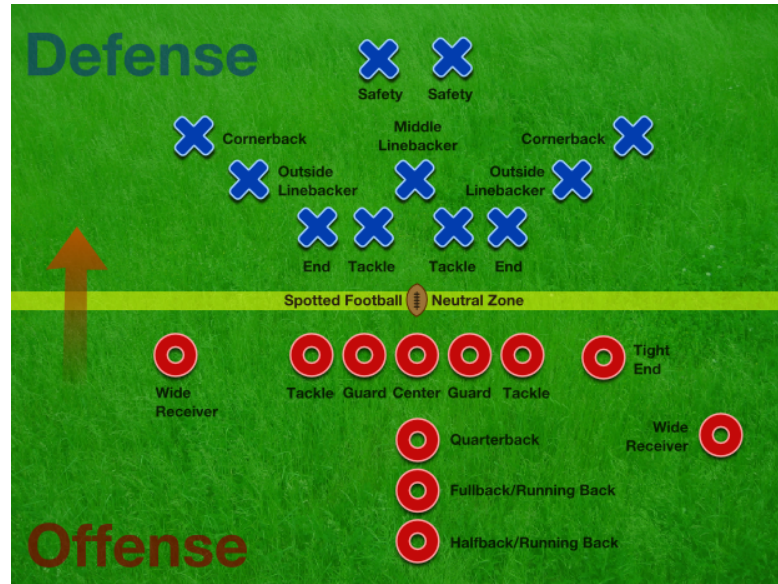 Defense
Safety Safety
Cornerback
Middle
Linebacker
Cornerback
Outside
Linebacker
Outside
Linebacker
End Tackle Tackle End
Spotted Football Neutral Zone
Tight
End
Wide
Receiver
Tackle Guard Center Guard Tackle
Wide
Receiver
Quarterback
Fullback/Running Back
Offense
Halfback/Running Back